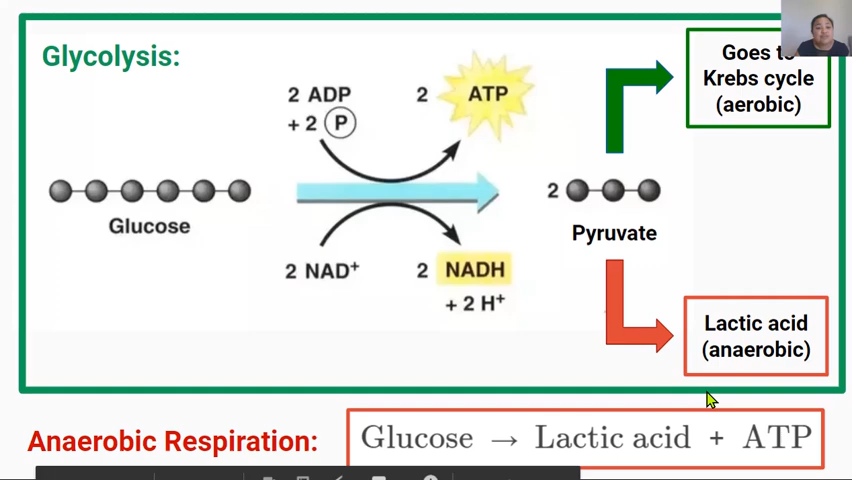 Glycolysis:
2 ADP
+ 2 P
2 ATP
Glucose
2 NAD⁺
2 NADH
+ 2 H⁺
2
Pyruvate
Goes to
Krebs cycle
(aerobic)
Lactic acid
(anaerobic)
Anaerobic Respiration:
Glucose → Lactic acid + ATP